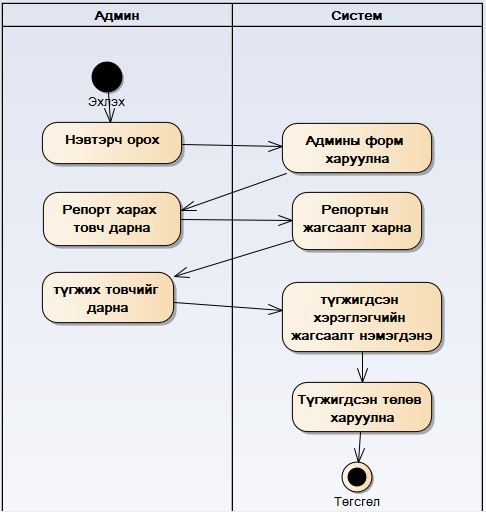 Админ
Систем
Эхлэх
Нэвтэрч орох
Админы форм
харуулна
Репорт харах
товч дарна
Репортын
жагсаалт харна
түгжих товчийг
дарна
түгжигдсэн
хэрэглэгчийн
жагсаалт нэмэгдэнэ
Түгжигдсэн төлөв
харуулна
Төгсгөл